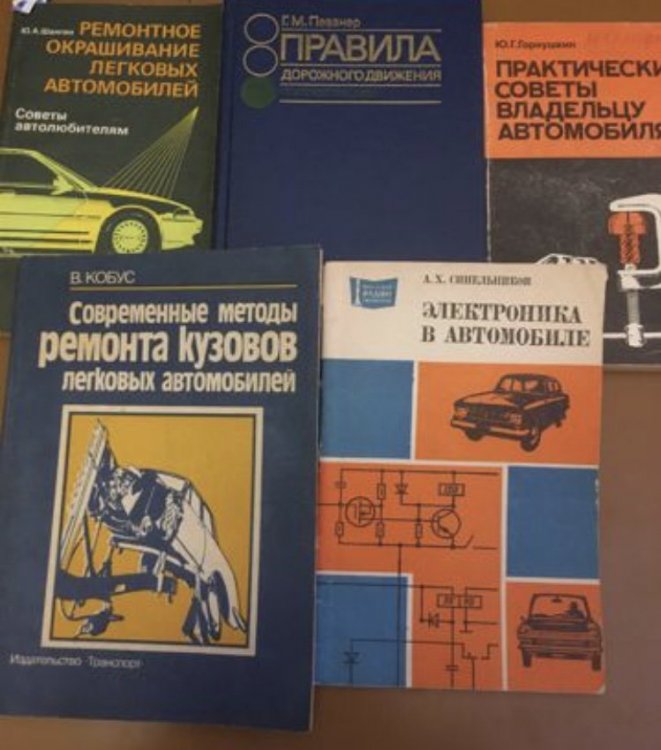 Ю.А.Шангин
РЕМОНТНОЕ
ОКРАШИВАНИЕ
ЛЕГКОВЫХ
АВТОМОБИЛЕЙ
Советы
автолюбителям
Г.М. Певзнер
ПРАВИЛА
ДОРОЖНОГО ДВИЖЕНИЯ
Ю.Г.Горнушкин
ПРАКТИЧЕСКИ
СОВЕТЫ
ВЛАДЕЛЬЦУ
АВТОМОБИЛЯ
В. КОБУС
Современные методы
ремонта кузовов
легковых автомобилей
Издательство · Транспорт ·
А. Х. СИНЕЛЬНИКОВ
ЭЛЕКТРОНИКА
В АВТОМОБИЛЕ